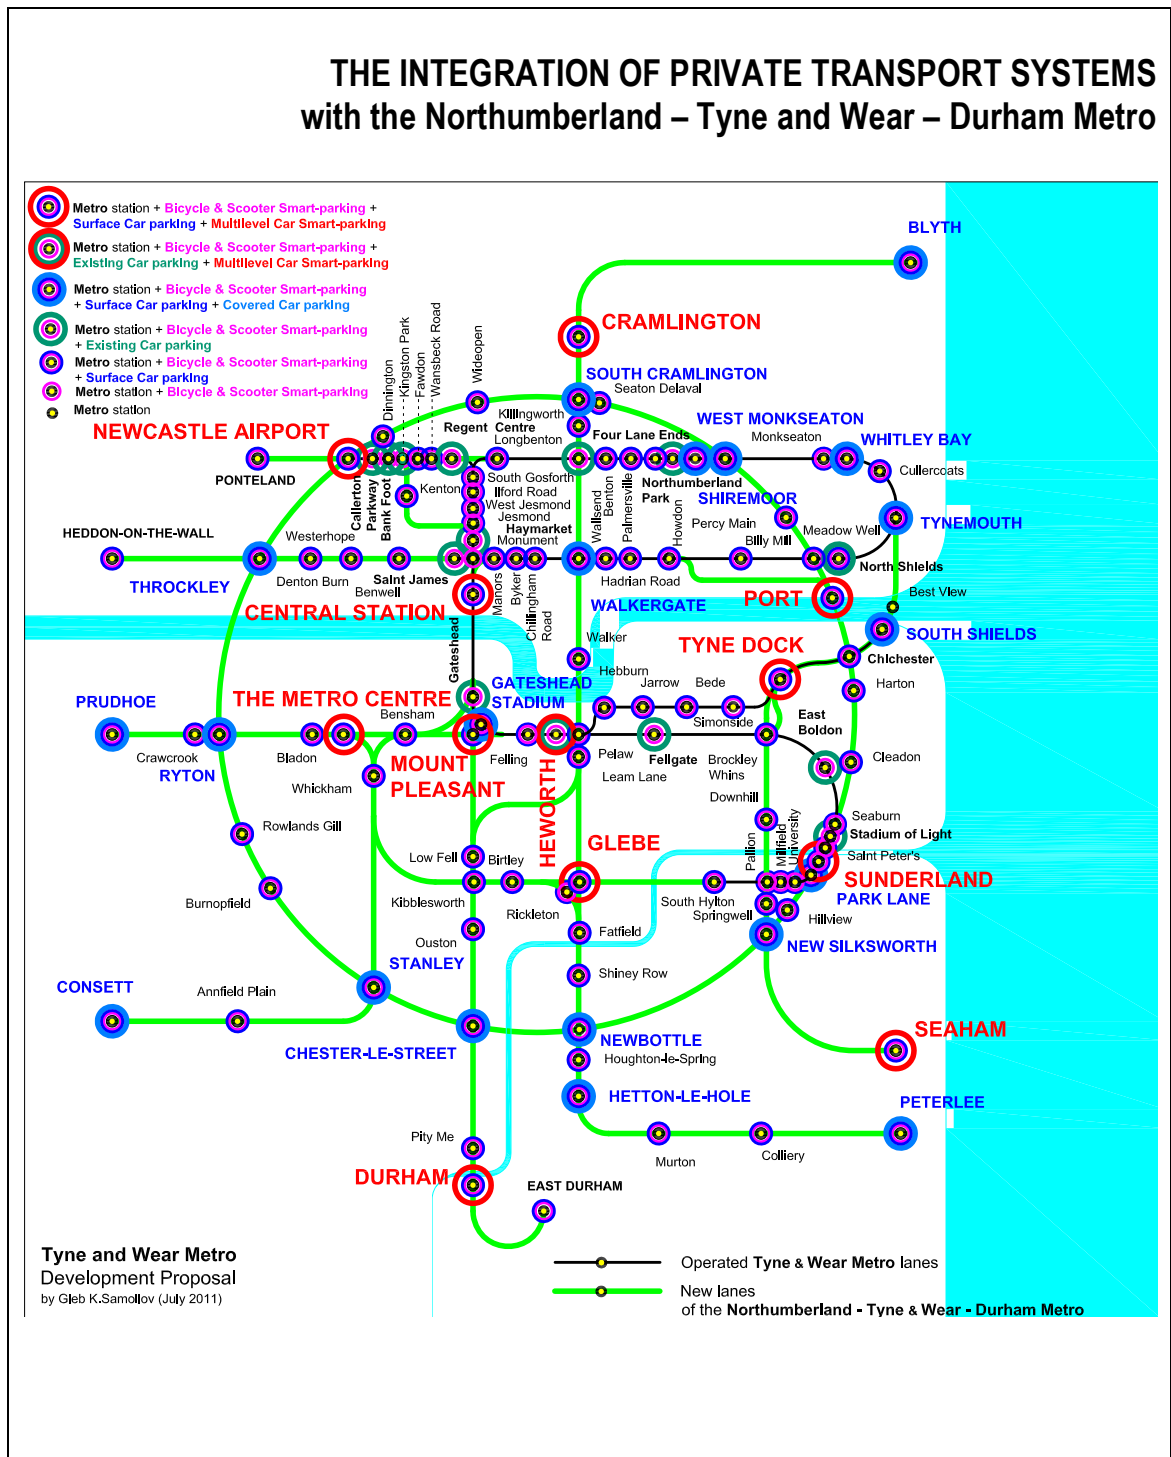 THE INTEGRATION OF PRIVATE TRANSPORT SYSTEMS
with the Northumberland – Tyne and Wear – Durham Metro
Metro station + Bicycle & Scooter Smart-parking +
Surface Car parking + Multilevel Car Smart-parking
Metro station + Bicycle & Scooter Smart-parking +
Existing Car parking + Multilevel Car Smart-parking
Metro station + Bicycle & Scooter Smart-parking
+ Surface Car parking + Covered Car parking
Metro station + Bicycle & Scooter Smart-parking
+ Existing Car parking
Metro station + Bicycle & Scooter Smart-parking
+ Surface Car parking
Metro station + Bicycle & Scooter Smart-parking
Metro station
BLYTH
CRAMLINGTON
SOUTH CRAMLINGTON
Seaton Delaval
Wideopen
Dinnington
Kingston Park
Fawdon
Wansbeck Road
Killingworth
Regent Centre
Longbenton
Four Lane Ends
WEST MONKSEATON
Monkseaton
WHITLEY BAY
Cullercoats
NEWCASTLE AIRPORT
PONTELAND
Callerton
Parkway
Bank Foot
Kenton
South Gosforth
Ilford Road
West Jesmond
Jesmond
Haymarket
Monument
Wallsend
Benton
Palmersville
Howdon
Northumberland
Park
SHIREMOOR
Percy Main
Billy Mill
Meadow Well
TYNEMOUTH
North Shields
HEDDON-ON-THE-WALL
Westerhope
THROCKLEY
Denton Burn
Benwell
Saint James
CENTRAL STATION
Manors
Byker
Chillingham
Road
Hadrian Road
WALKERGATE
PORT
Best View
SOUTH SHIELDS
Chichester
Gateshead
Walker
Hebburn
TYNE DOCK
Harton
PRUDHOE
THE METRO CENTRE
GATESHEAD
STADIUM
Jarrow
Bede
Simonside
East
Boldon
Crawcrook
RYTON
Bladon
Bensham
Whickham
MOUNT
PLEASANT
Felling
HEWORTH
Pelaw
Leam Lane
Fellgate
Brockley
Whins
Cleadon
Downhill
Rowlands Gill
Burnopfield
Low Fell
Birtley
GLEBE
Pallion
Millfield
University
Seaburn
Stadium of Light
Saint Peter's
SUNDERLAND
PARK LANE
Kibblesworth
Rickleton
South Hylton
Springwell
Hillview
Ouston
Fatfield
NEW SILKSWORTH
STANLEY
CONSETT
Annfield Plain
Shiney Row
CHESTER-LE-STREET
NEWBOTTLE
Houghton-le-Spring
SEAHAM
HETTON-LE-HOLE
PETERLEE
Murton
Colliery
Pity Me
DURHAM
EAST DURHAM
Tyne and Wear Metro
Development Proposal
by Gleb K.Samoilov (July 2011)
Operated Tyne & Wear Metro lanes
New lanes
of the Northumberland - Tyne & Wear - Durham Metro